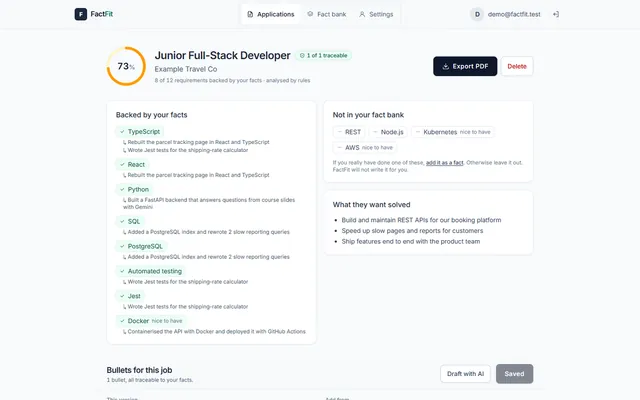 F FactFit
Applications
Fact bank
Settings
D demo@factfit.test
73%
Junior Full-Stack Developer
1 of 1 traceable
Example Travel Co
8 of 12 requirements backed by your facts · analysed by rules
Export PDF
Delete
Backed by your facts
TypeScript
Rebuilt the parcel tracking page in React and TypeScript
Wrote Jest tests for the shipping-rate calculator
React
Rebuilt the parcel tracking page in React and TypeScript
Python
Built a FastAPI backend that answers questions from course slides
with Gemini
SQL
Added a PostgreSQL index and rewrote 2 slow reporting queries
PostgreSQL
Added a PostgreSQL index and rewrote 2 slow reporting queries
Automated testing
Wrote Jest tests for the shipping-rate calculator
Jest
Wrote Jest tests for the shipping-rate calculator
Docker nice to have
Containerised the API with Docker and deployed it with GitHub Actions
Not in your fact bank
REST
Node.js
Kubernetes nice to have
AWS nice to have
If you really have done one of these, add it as a fact. Otherwise leave it out.
FactFit will not write it for you.
What they want solved
Build and maintain REST APIs for our booking platform
Speed up slow pages and reports for customers
Ship features end to end with the product team
Bullets for this job
1 bullet, all traceable to your facts.
Draft with AI
Saved